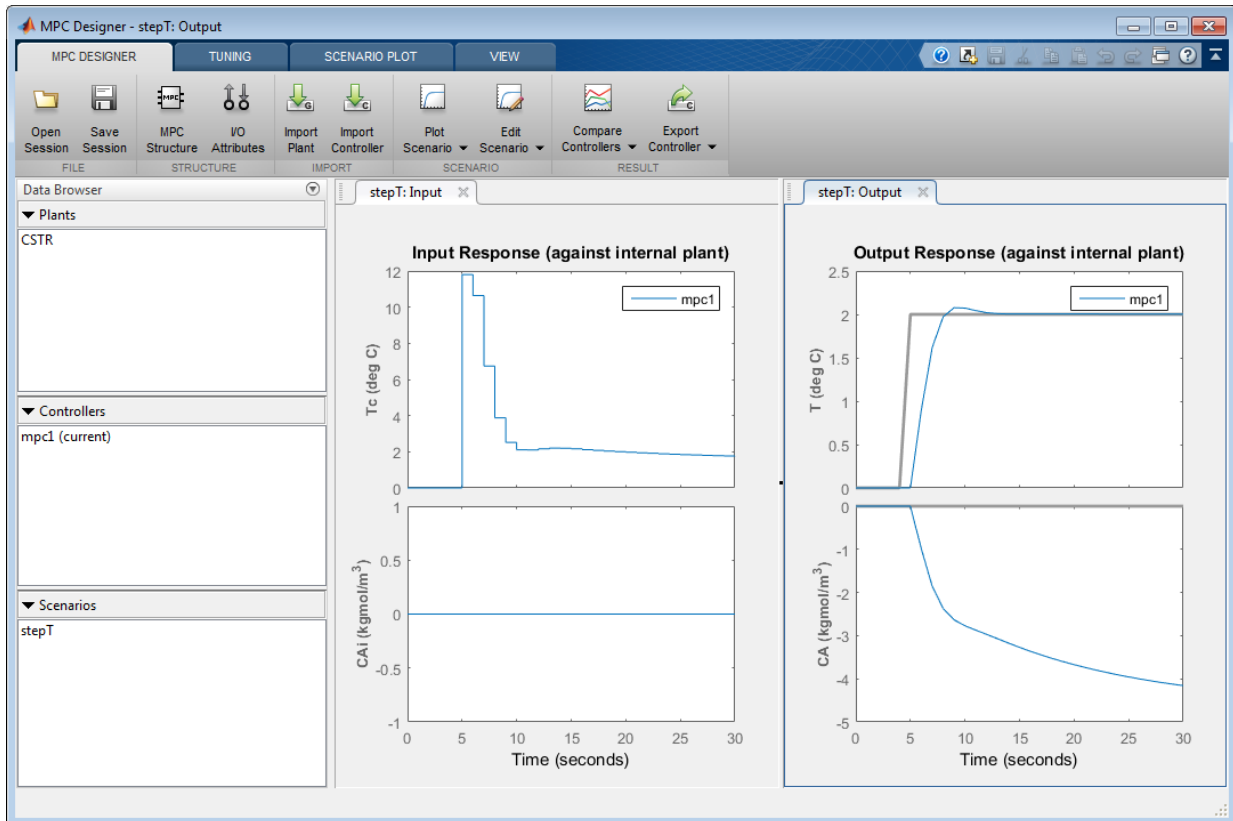 MPC Designer - stepT: Output
MPC DESIGNER TUNING SCENARIO PLOT VIEW
Open Session
Save Session
MPC Structure
I/O Attributes
Import Plant
Import Controller
Plot Scenario
Edit Scenario
Compare Controllers
Export Controller
FILE STRUCTURE IMPORT SCENARIO RESULT
Data Browser
Plants
CSTR
Controllers
mpc1 (current)
Scenarios
stepT
stepT: Input
Input Response (against internal plant)
mpc1
Tc (deg C)
12
10
8
6
4
2
0
CAi (kgmol/m³)
1
0.5
0
-0.5
-1
0 5 10 15 20 25 30
Time (seconds)
stepT: Output
Output Response (against internal plant)
mpc1
T (deg C)
2.5
2
1.5
1
0.5
0
CA (kgmol/m³)
0
-1
-2
-3
-4
-5
0 5 10 15 20 25 30
Time (seconds)